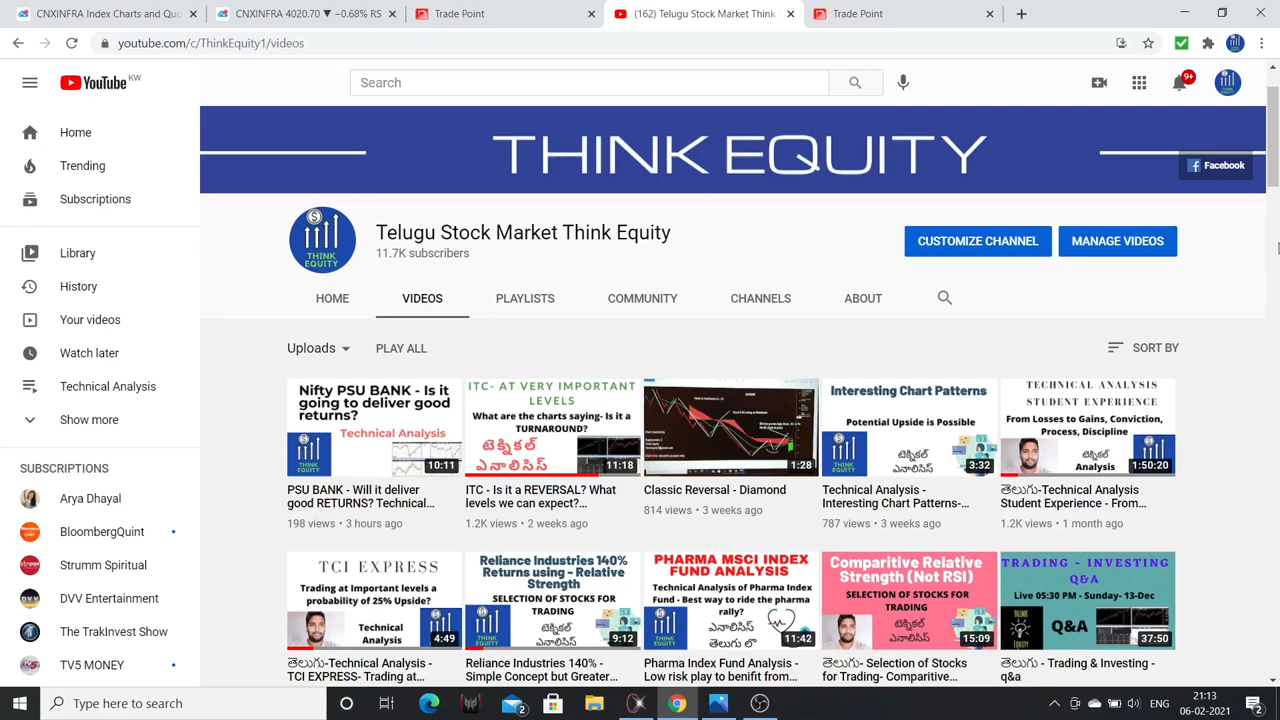 CNXINFRA Index Charts and Quot
CNXINFRA 4020.70 ▼ −0.68% RS
Trade Point
(162) Telugu Stock Market Think
Trade Point
youtube.com/c/ThinkEquity1/videos
YouTube KW
Search
9+
Home
Trending
Subscriptions
Library
History
Your videos
Watch later
Technical Analysis
Show more
SUBSCRIPTIONS
Arya Dhayal
BloombergQuint
Strumm Spiritual
DVV Entertainment
The TrakInvest Show
TV5 MONEY
THINK EQUITY
Facebook
THINK EQUITY
Telugu Stock Market Think Equity
11.7K subscribers
CUSTOMIZE CHANNEL
MANAGE VIDEOS
HOME
VIDEOS
PLAYLISTS
COMMUNITY
CHANNELS
ABOUT
Uploads
PLAY ALL
SORT BY
Nifty PSU BANK - Is it
going to deliver good
returns?
Technical Analysis
10:11
PSU BANK - Will it deliver
good RETURNS? Technical...
198 views • 3 hours ago
ITC- AT VERY IMPORTANT
LEVELS
What are the charts saying- Is it a
TURNAROUND?
టెక్నికల్
ఎనాలిసిస్
11:18
ITC - Is it a REVERSAL? What
levels we can expect?...
1.2K views • 2 weeks ago
1:28
Classic Reversal - Diamond
814 views • 3 weeks ago
Interesting Chart Patterns
Potential Upside is Possible
టెక్నికల్
ఎనాలిసిస్
3:32
Technical Analysis -
Interesting Chart Patterns-...
787 views • 3 weeks ago
TECHNICAL ANALYSIS
STUDENT EXPERIENCE
From Losses to Gains, Conviction,
Process, Discipline
టెక్నికల్
Analysis
1:50:20
తెలుగు-Technical Analysis
Student Experience - From...
1.2K views • 1 month ago
TCI EXPRESS
Trading at Important levels a
probability of 25% Upside?
Technical
Analysis
4:49
తెలుగు-Technical Analysis -
TCI EXPRESS- Trading at...
Reliance Industries 140%
Returns using - Relative
Strength
SELECTION OF STOCKS FOR
TRADING
టెక్నికల్
ఎనాలిసిస్
9:12
Reliance Industries 140% -
Simple Concept but Greater...
PHARMA MSCI INDEX
FUND ANALYSIS
Technical Analysis of Pharma Index
Fund - Best way to ride the pharma
rally?
ఎనాలిసిస్
తెలుగు లో
11:42
Pharma Index Fund Analysis -
Low risk play to benifit from...
Comparitive Relative
Strength (Not RSI)
SELECTION OF STOCKS FOR
TRADING
టెక్నికల్
ఎనాలిసిస్
15:09
తెలుగు- Selection of Stocks
for Trading- Comparitive...
TRADING - INVESTING
Q&A
Live 05:30 PM - Sunday- 13-Dec
THINK
EQUITY
Q&A
37:50
తెలుగు - Trading & Investing -
q&a
Type here to search
2
ENG
21:13
06-02-2021
2